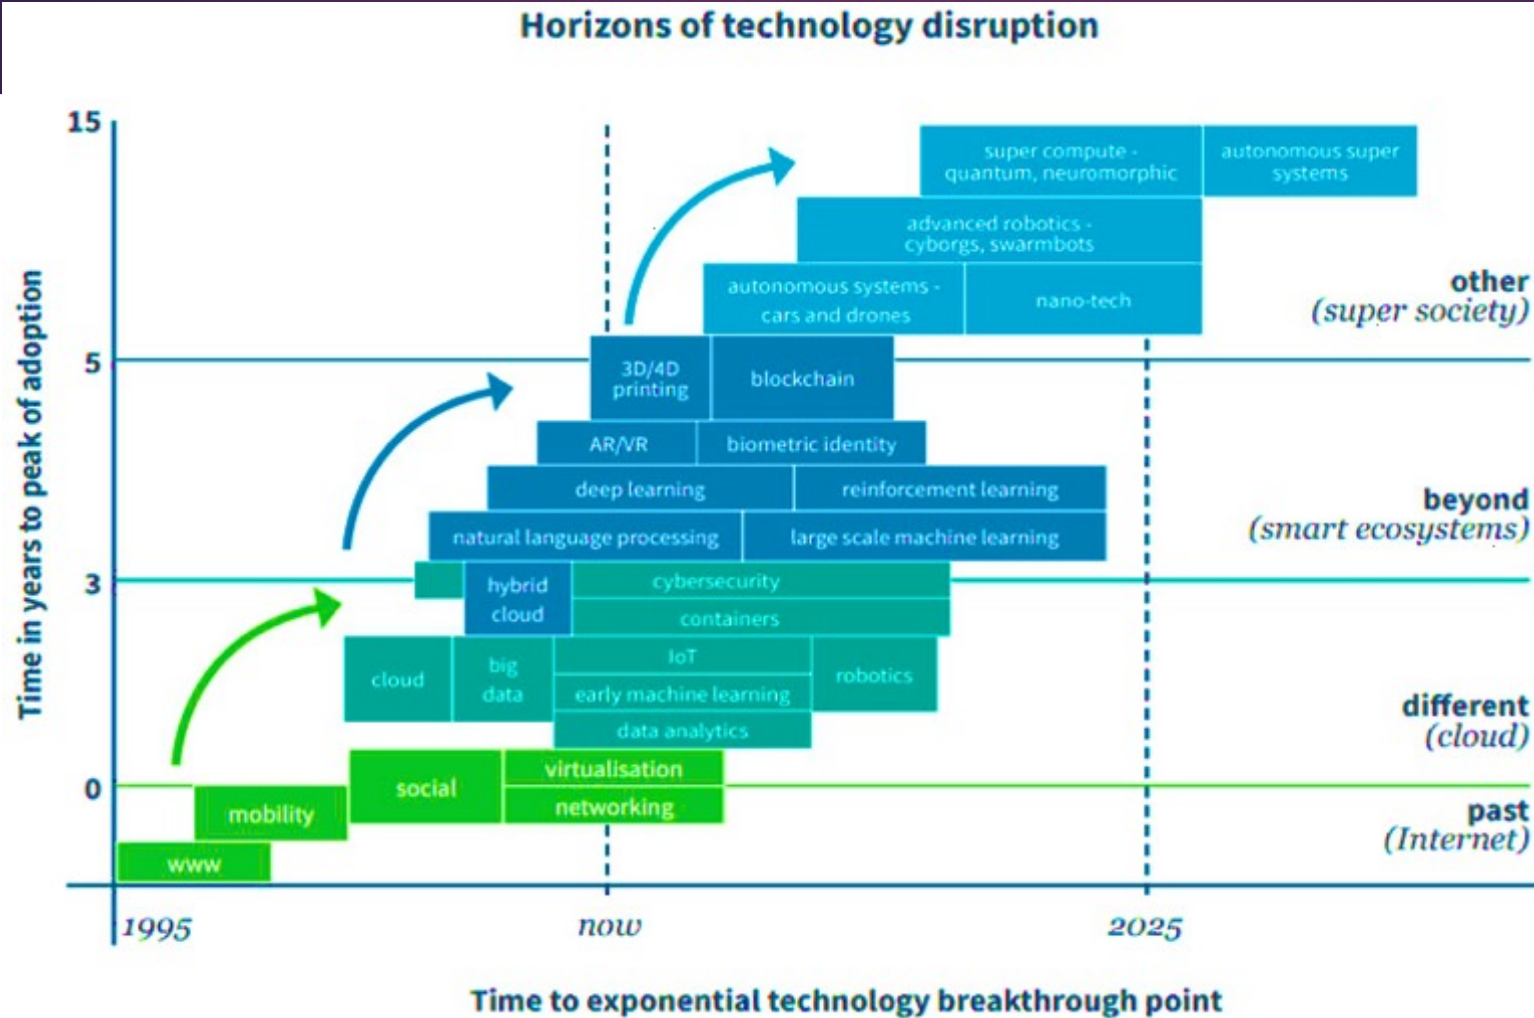 Horizons of technology disruption
Time in years to peak of adoption
15
5
3
0
super compute -
quantum, neuromorphic
autonomous super
systems
advanced robotics -
cyborgs, swarmbots
autonomous systems -
cars and drones
nano-tech
other
(super society)
3D/4D
printing
blockchain
AR/VR
biometric identity
deep learning
reinforcement learning
natural language processing
large scale machine learning
beyond
(smart ecosystems)
hybrid
cloud
cybersecurity
containers
cloud
big
data
IoT
early machine learning
data analytics
robotics
different
(cloud)
social
virtualisation
networking
mobility
www
past
(Internet)
1995
now
2025
Time to exponential technology breakthrough point